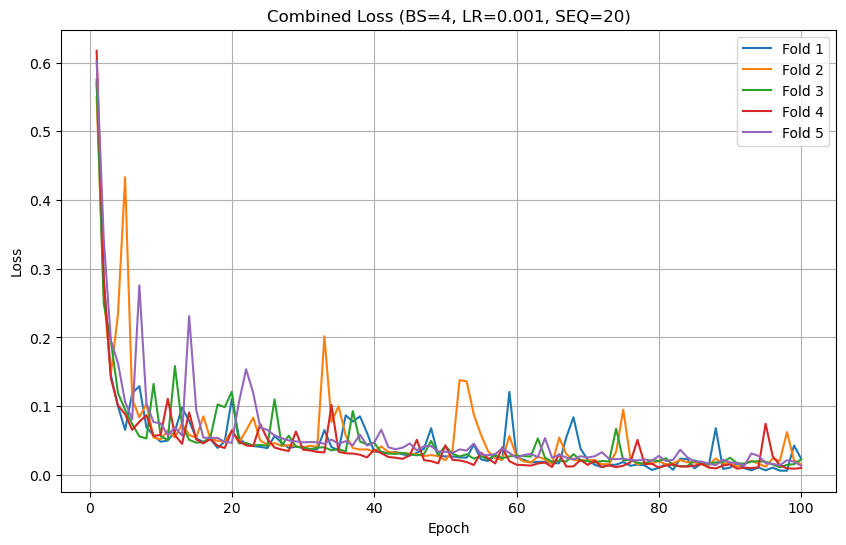 Combined Loss (BS=4, LR=0.001, SEQ=20)
Fold 1
Fold 2
Fold 3
Fold 4
Fold 5
Loss
0.6
0.5
0.4
0.3
0.2
0.1
0.0
0 20 40 60 80 100
Epoch